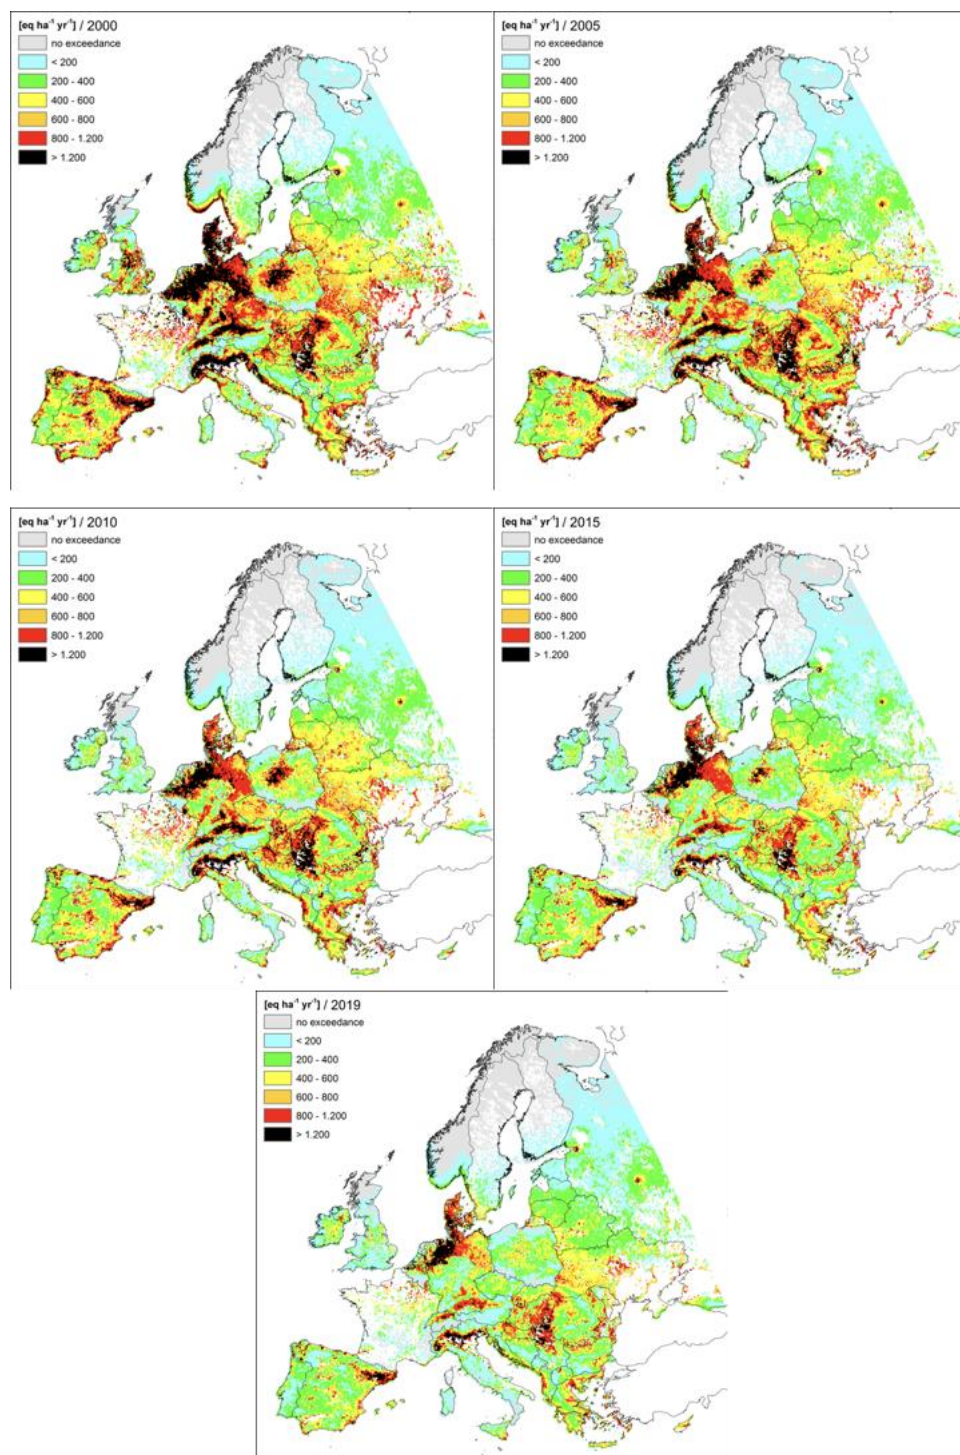 [eq ha⁻¹ yr⁻¹] / 2000
no exceedance
< 200
200 - 400
400 - 600
600 - 800
800 - 1.200
> 1.200
[eq ha⁻¹ yr⁻¹] / 2005
no exceedance
< 200
200 - 400
400 - 600
600 - 800
800 - 1.200
> 1.200
[eq ha⁻¹ yr⁻¹] / 2010
no exceedance
< 200
200 - 400
400 - 600
600 - 800
800 - 1.200
> 1.200
[eq ha⁻¹ yr⁻¹] / 2015
no exceedance
< 200
200 - 400
400 - 600
600 - 800
800 - 1.200
> 1.200
[eq ha⁻¹ yr⁻¹] / 2019
no exceedance
< 200
200 - 400
400 - 600
600 - 800
800 - 1.200
> 1.200